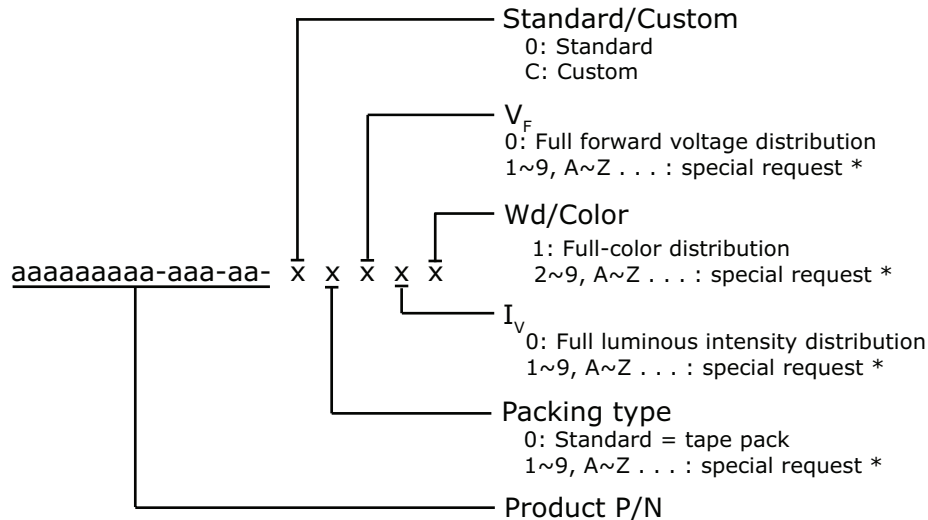 Standard/Custom
0: Standard
C: Custom
VF
0: Full forward voltage distribution
1~9, A~Z . . . : special request *
Wd/Color
1: Full-color distribution
2~9, A~Z . . . : special request *
aaaaaaaaa-aaa-aa- x x x x x
IV
0: Full luminous intensity distribution
1~9, A~Z . . . : special request *
Packing type
0: Standard = tape pack
1~9, A~Z . . . : special request *
Product P/N